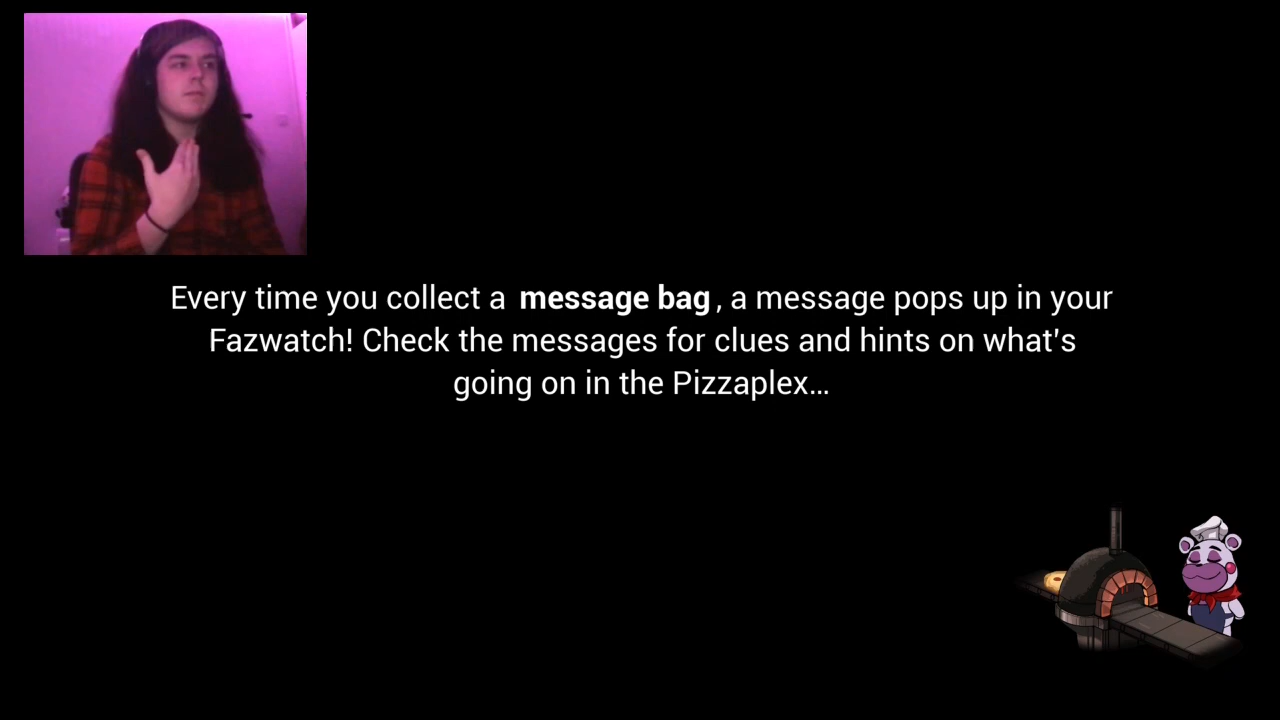 Every time you collect a message bag, a message pops up in your
Fazwatch! Check the messages for clues and hints on what's
going on in the Pizzaplex...